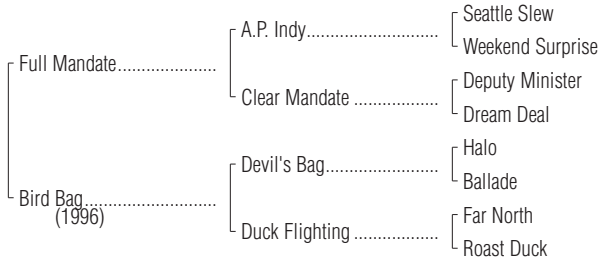 Seattle Slew
A.P. Indy......................................
Weekend Surprise
Full Mandate.....................
Deputy Minister
Clear Mandate .................
Dream Deal
Halo
Devil's Bag.......................
Ballade
Bird Bag............................
(1996)
Far North
Duck Flighting .................
Roast Duck